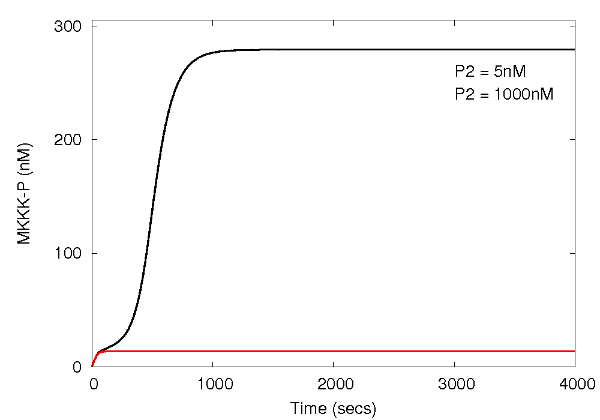 300
200
100
0
MKKK-P (nM)
P2 = 5nM
P2 = 1000nM
0 1000 2000 3000 4000
Time (secs)